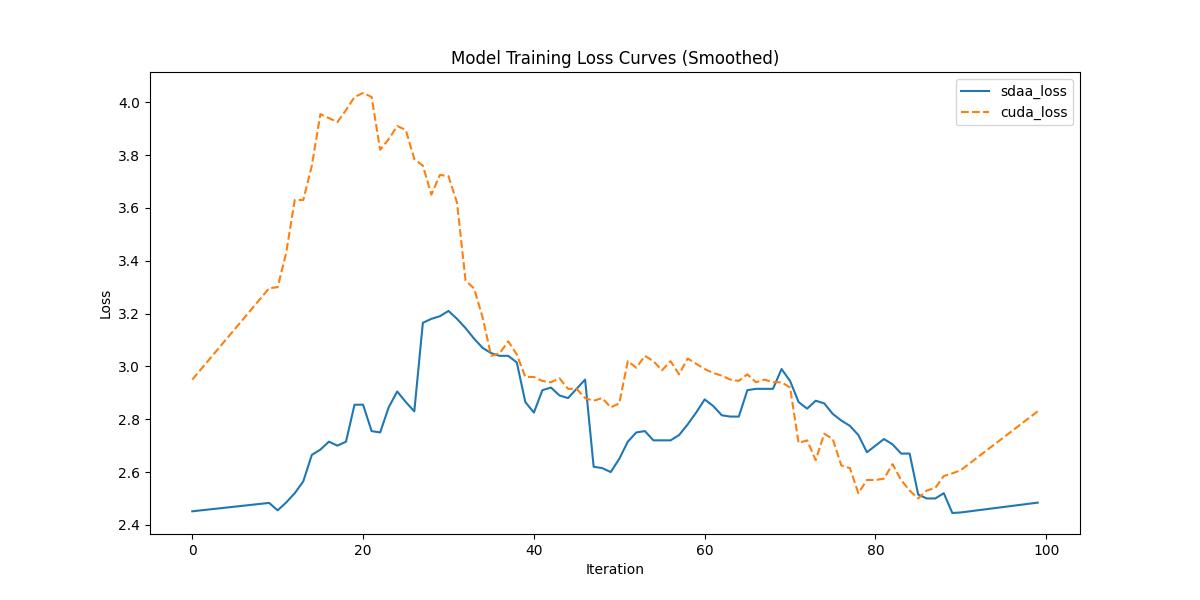 Model Training Loss Curves (Smoothed)
sdaa_loss
cuda_loss
Loss
4.0
3.8
3.6
3.4
3.2
3.0
2.8
2.6
2.4
0 20 40 60 80 100
Iteration